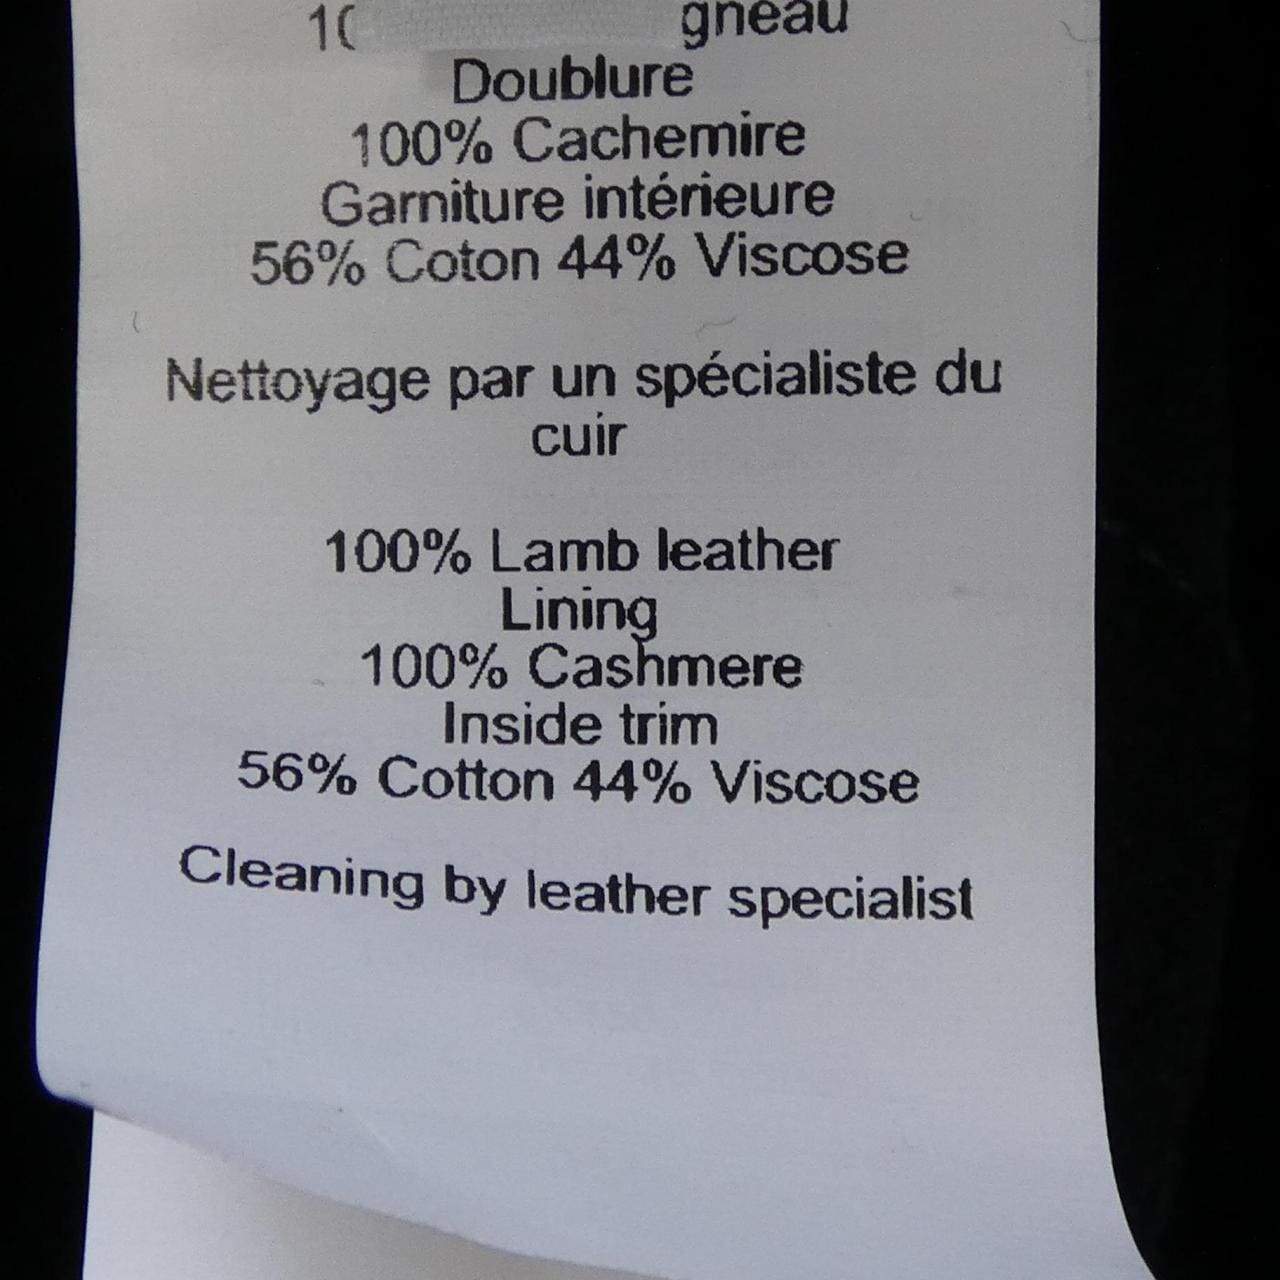 Doublure
100% Cachemire
Garniture intérieure
56% Coton 44% Viscose
Nettoyage par un spécialiste du
cuir
100% Lamb leather
Lining
100% Cashmere
Inside trim
56% Cotton 44% Viscose
Cleaning by leather specialist